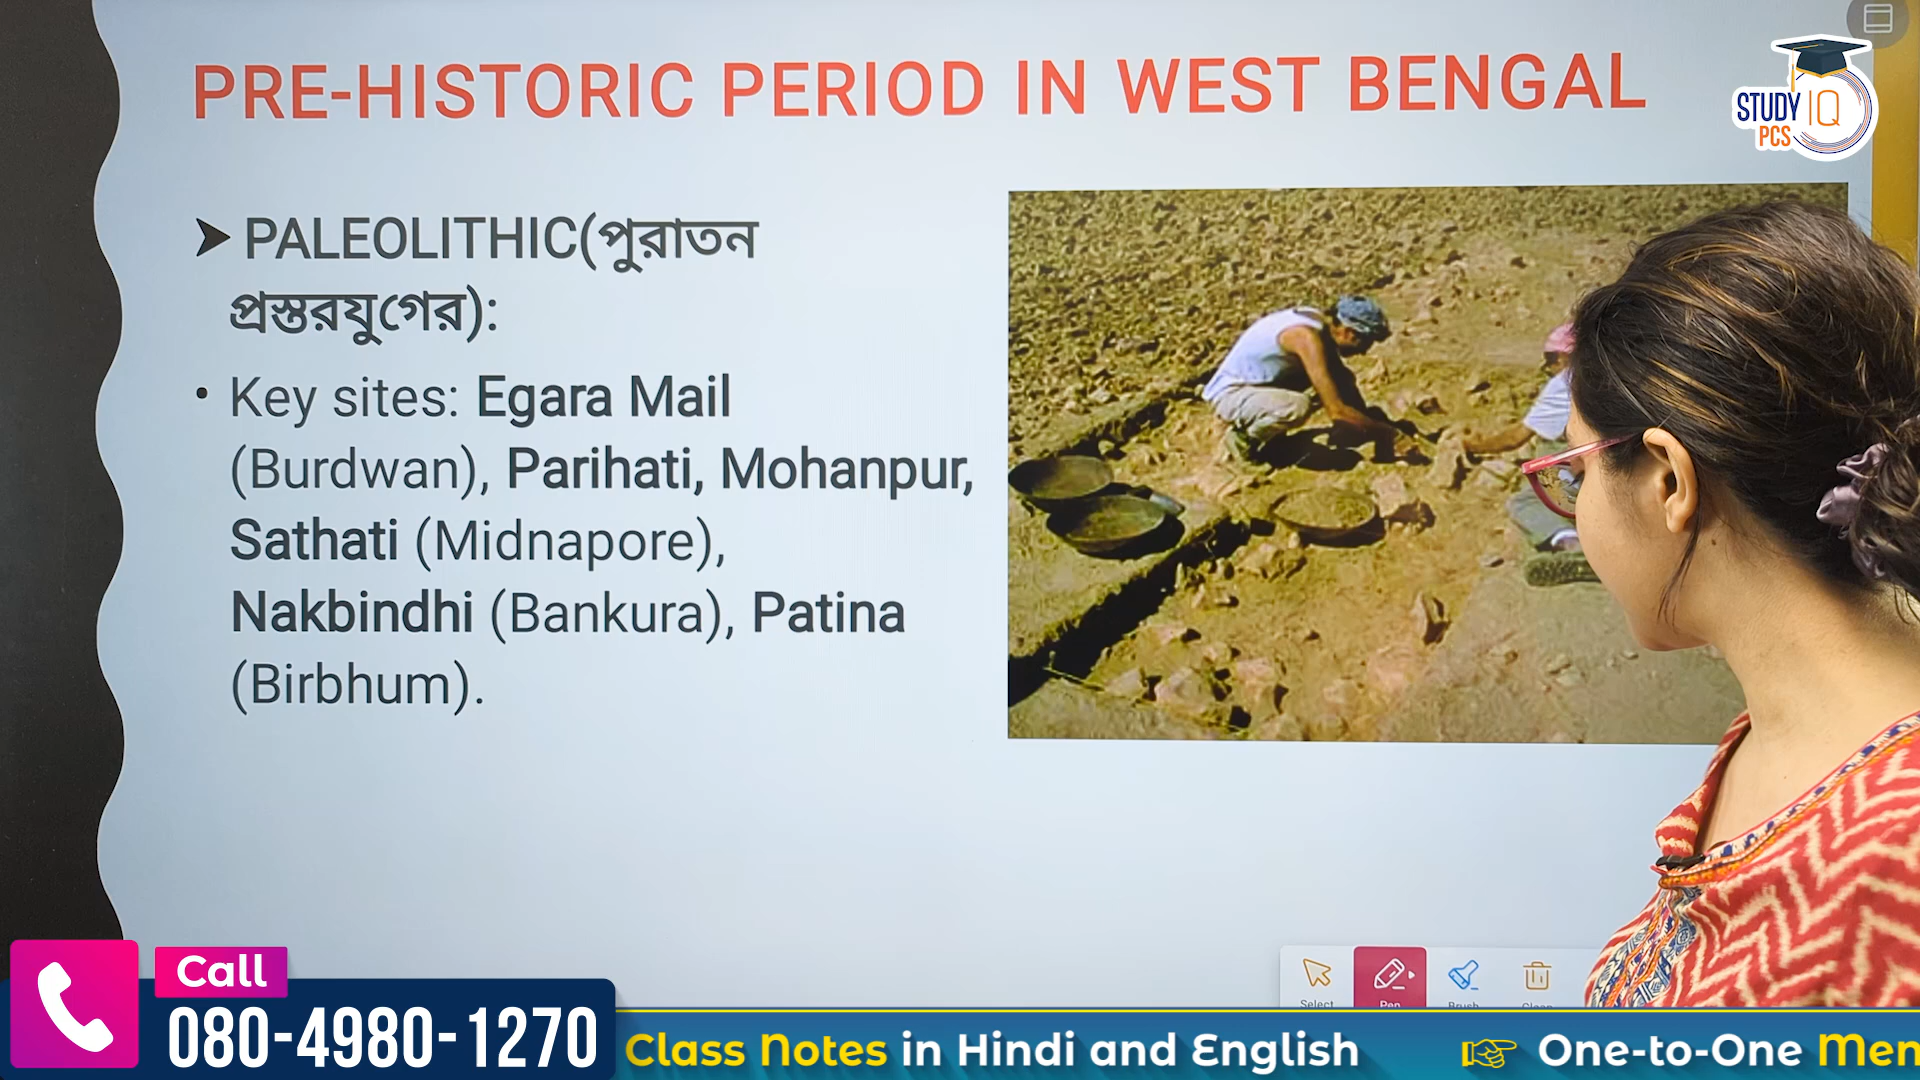 PRE-HISTORIC PERIOD IN WEST BENGAL
STUDY IQ
PCS
➤ PALEOLITHIC(পুরাতন
প্রস্তরযুগের):
• Key sites: Egara Mail
(Burdwan), Parihati, Mohanpur,
Sathati (Midnapore),
Nakbindhi (Bankura), Patina
(Birbhum).
Select Pen Brush
Call
080-4980-1270
Class Notes in Hindi and English One-to-One